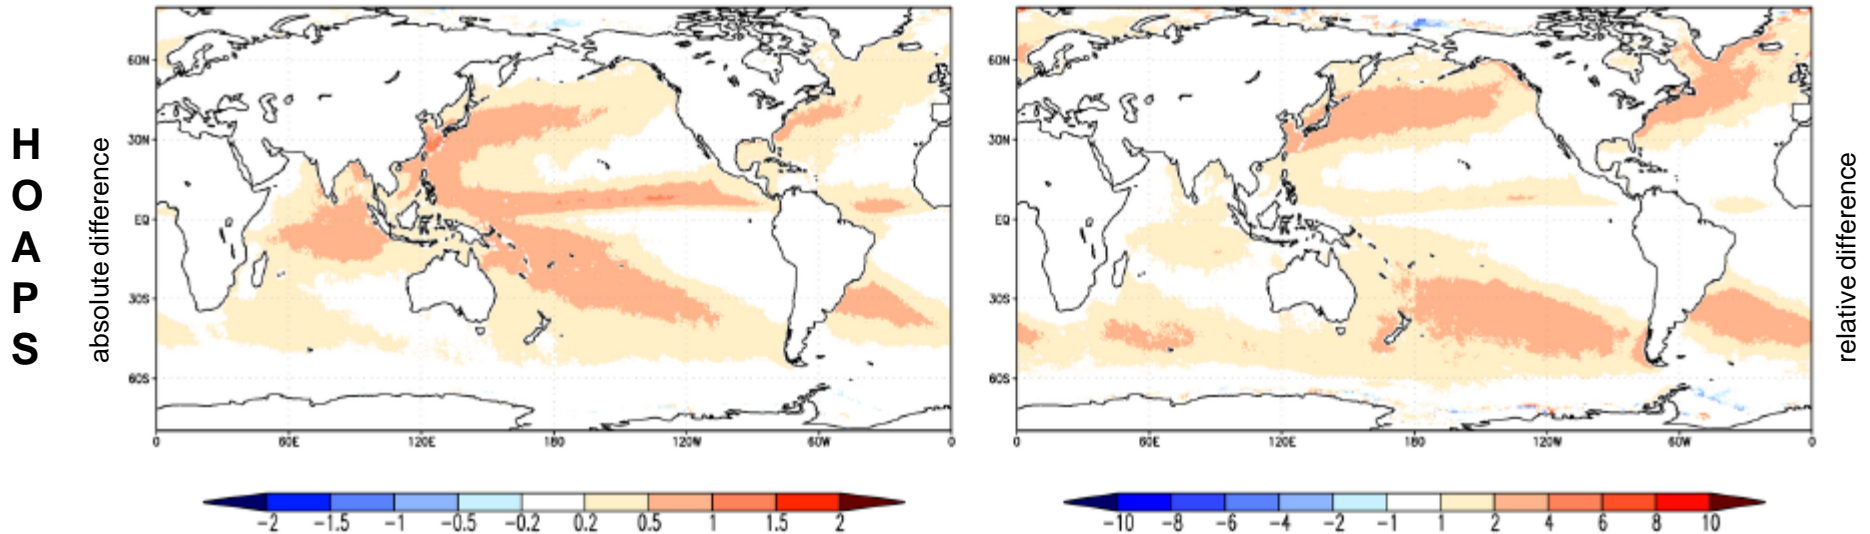 H
O
A
P
S
absolute difference
60N
30N
EQ
30S
60S
0
60E
120E
180
120W
60W
0
-2
-1.5
-1
-0.5
-0.2
0.2
0.5
1
1.5
2
60N
30N
EQ
30S
60S
0
60E
120E
180
120W
60W
0
-10
-8
-6
-4
-2
-1
1
2
4
6
8
10
relative difference